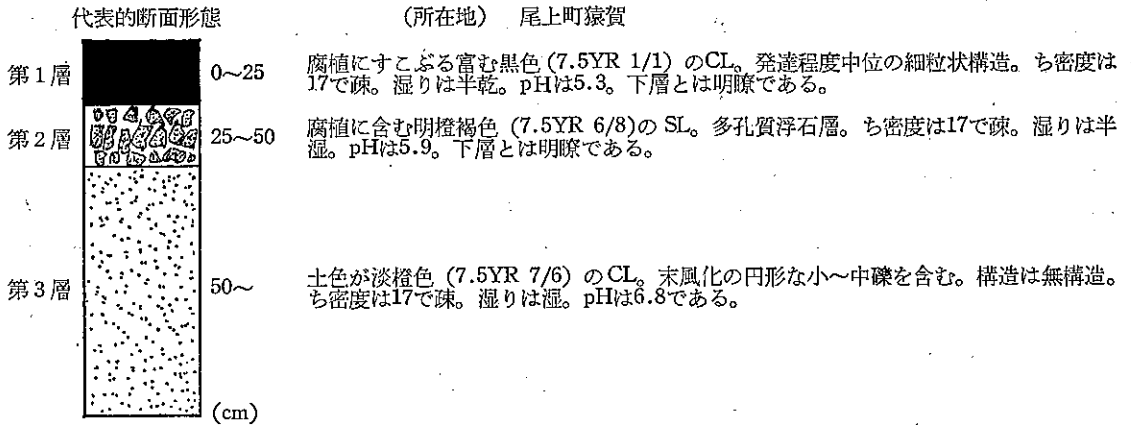 代表的断面形態
(所在地) 尾上町猿賀
第1層
0～25
腐植にすこぶる富む黒色 (7.5YR 1/1) のCL。発達程度中位の細粒状構造。ち密度は
17で疎。湿りは半乾。pHは5.3。下層とは明瞭である。
第2層
25～50
腐植に含む明橙褐色 (7.5YR 6/8)の SL。多孔質浮石層。ち密度は17で疎。湿りは半
湿。pHは5.9。下層とは明瞭である。
第3層
50～
土色が淡橙色 (7.5YR 7/6) のCL。末風化の円形な小～中礫を含む。構造は無構造。
ち密度は17で疎。湿りは湿。pHは6.8である。
(cm)